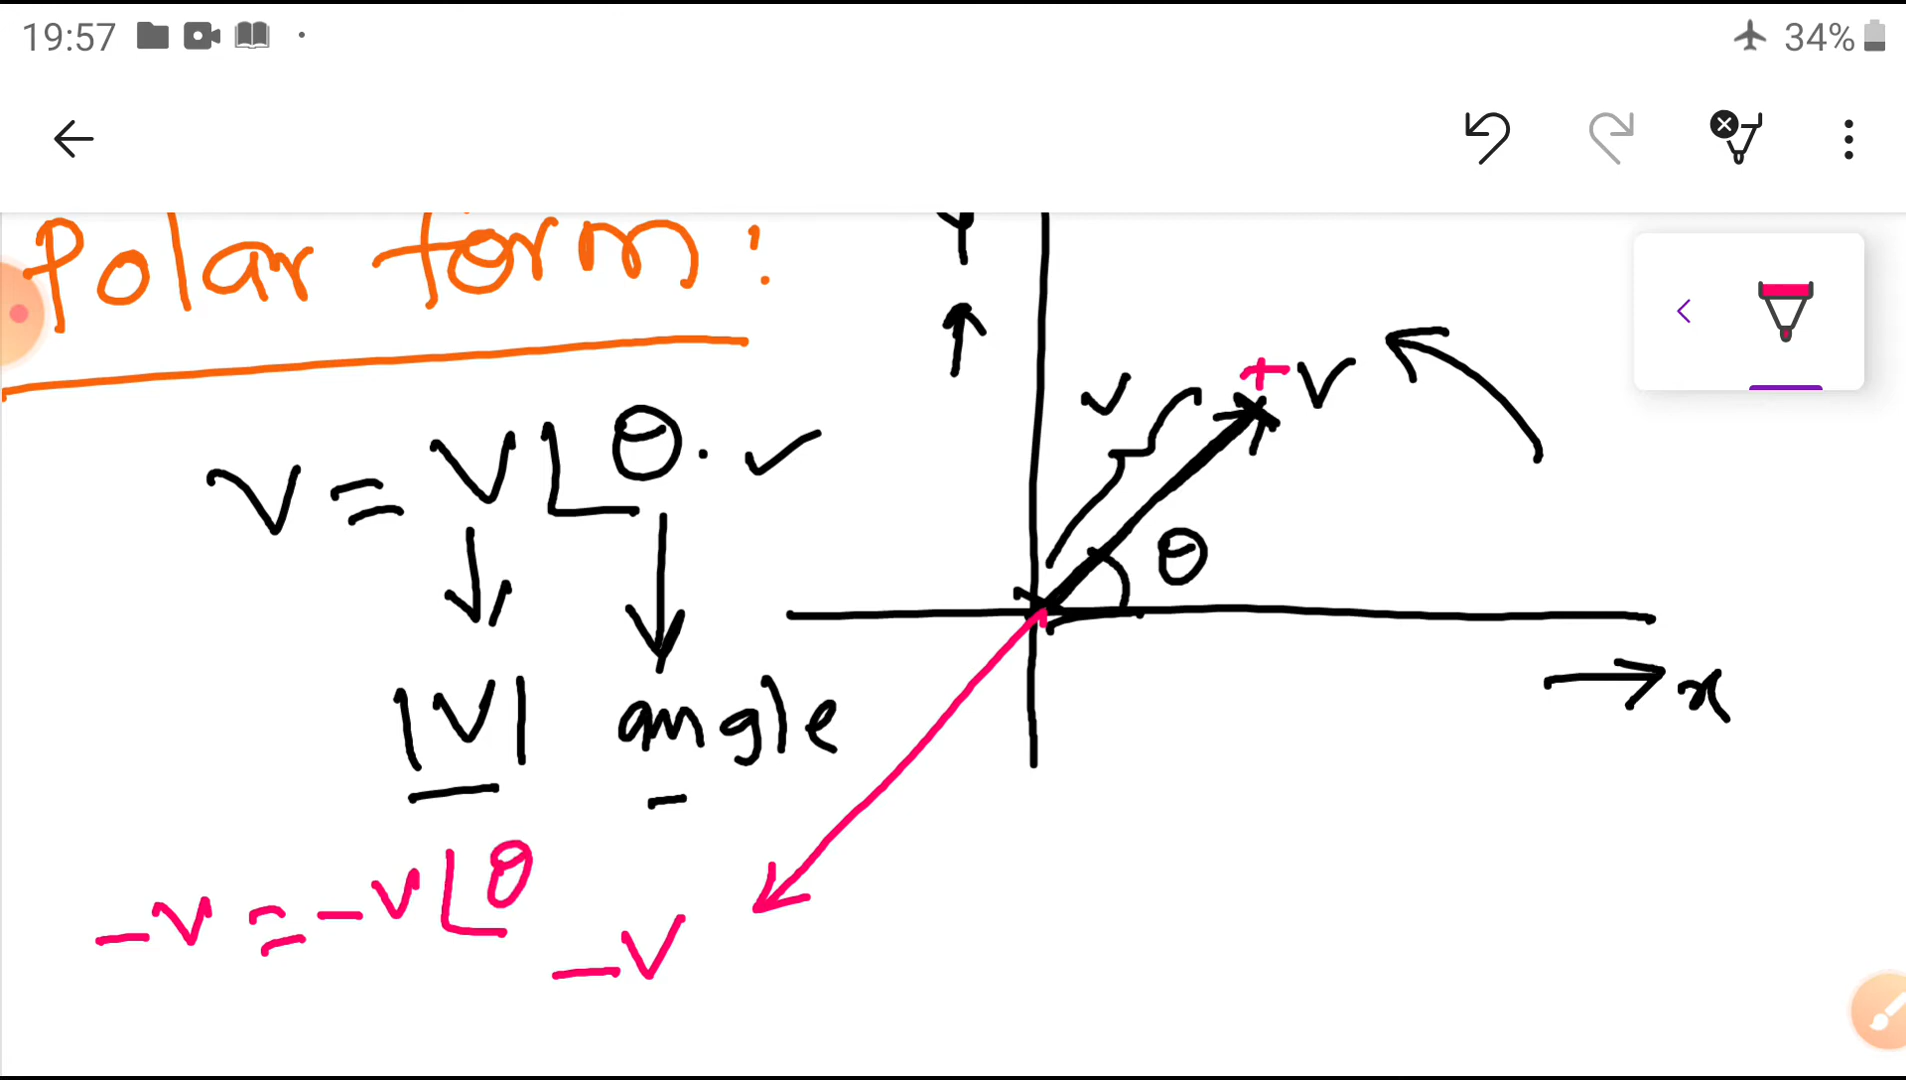 19:57 34%
Polar form:
Y
+V
V
V = V∠θ. ✓
θ
x
|V| angle
-V = -V∠θ
-V